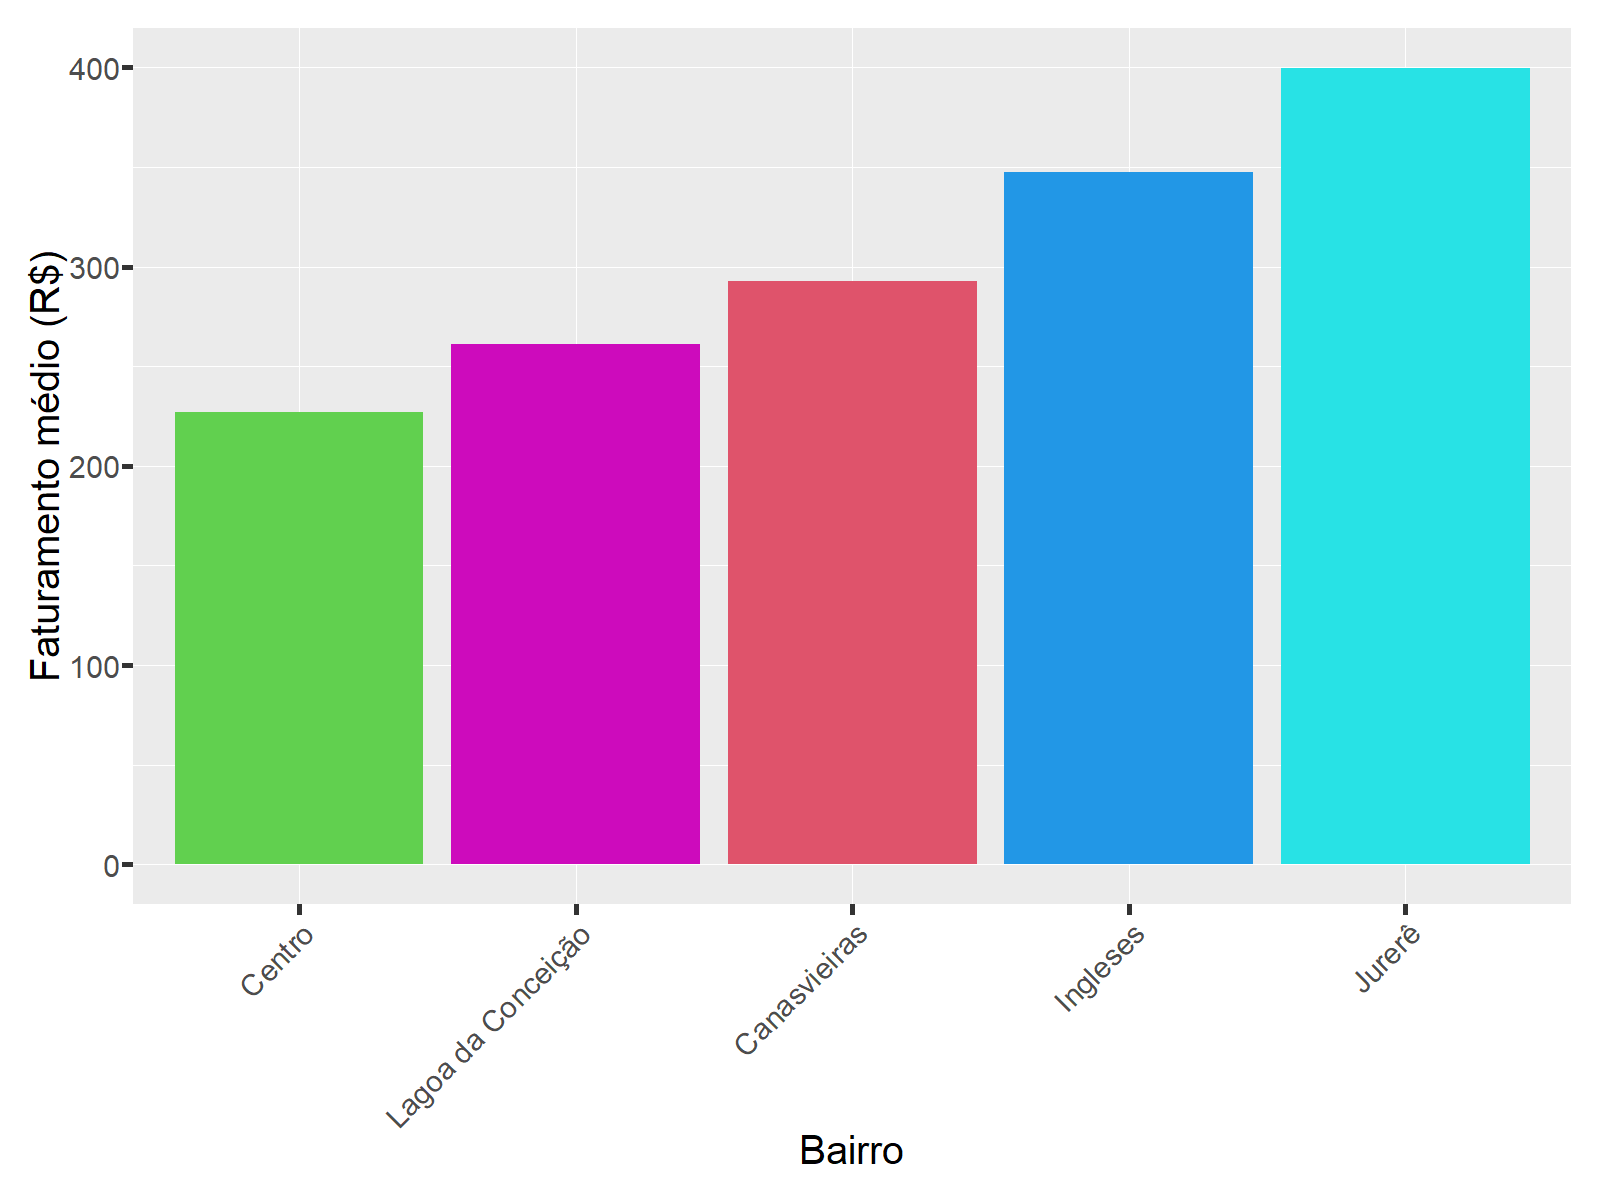 Faturamento médio (R$)
400
300
200
100
0
Centro
Lagoa da Conceição
Canasvieiras
Ingleses
Jurerê
Bairro